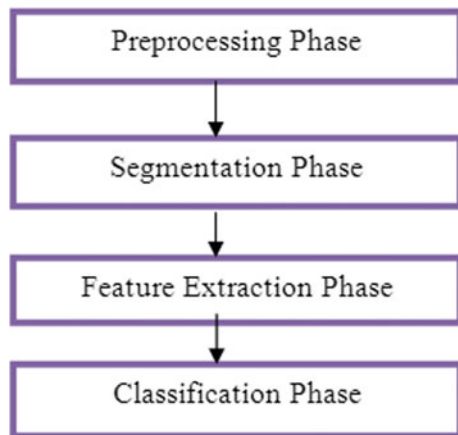 Preprocessing Phase
Segmentation Phase
Feature Extraction Phase
Classification Phase